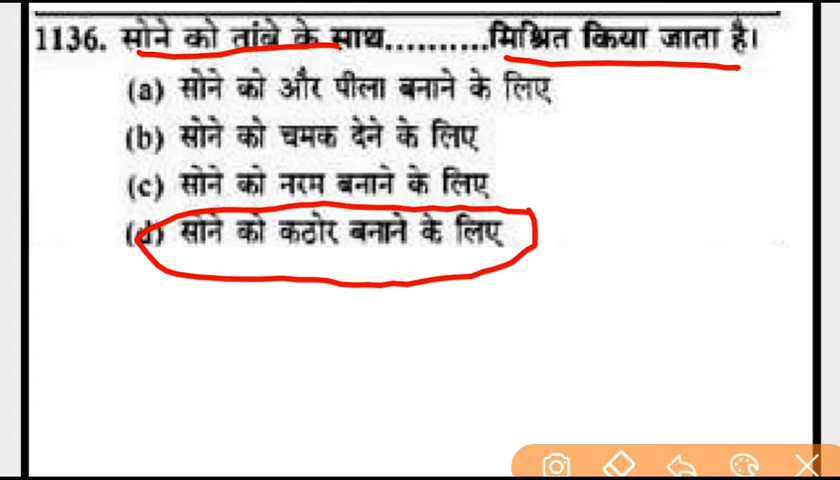 1136. सोने को तांबे के साथ..........मिश्रित किया जाता है।
(a) सोने को और पीला बनाने के लिए
(b) सोने को चमक देने के लिए
(c) सोने को नरम बनाने के लिए
(d) सोने को कठोर बनाने के लिए